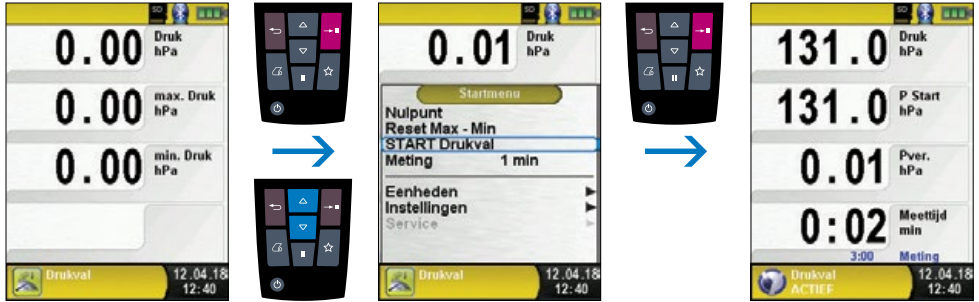 SD
0.00 Druk hPa
0.00 max. Druk hPa
0.00 min. Druk hPa
Drukval 12.04.18
12:40
SD
0.01 Druk hPa
Startmenu
Nulpunt
Reset Max - Min
START Drukval
Meting 1 min
Eenheden
Instellingen
Service
Drukval 12.04.18
12:40
SD
131.0 Druk hPa
131.0 P Start hPa
0.01 Pver. hPa
0:02 Meettijd min
3:00 Meting
Drukval 12.04.18
ACTIEF 12:40